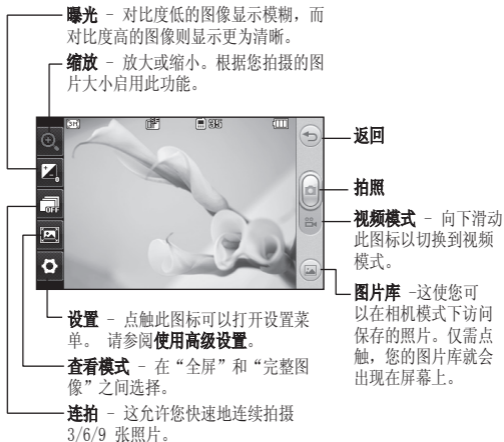 曝光 - 对比度低的图像显示模糊，而
对比度高的图像则显示更为清晰。
缩放 - 放大或缩小。根据您拍摄的图
片大小启用此功能。
返回
拍照
视频模式 - 向下滑动
此图标以切换到视频
模式。
图片库 -这使您可
以在相机模式下访问
保存的照片。仅需点
触，您的图片库就会
出现在屏幕上。
OFF
设置 - 点触此图标可以打开设置菜
单。 请参阅使用高级设置。
查看模式 - 在“全屏”和“完整图
像”之间选择。
连拍 - 这允许您快速地连续拍摄
3/6/9 张照片。